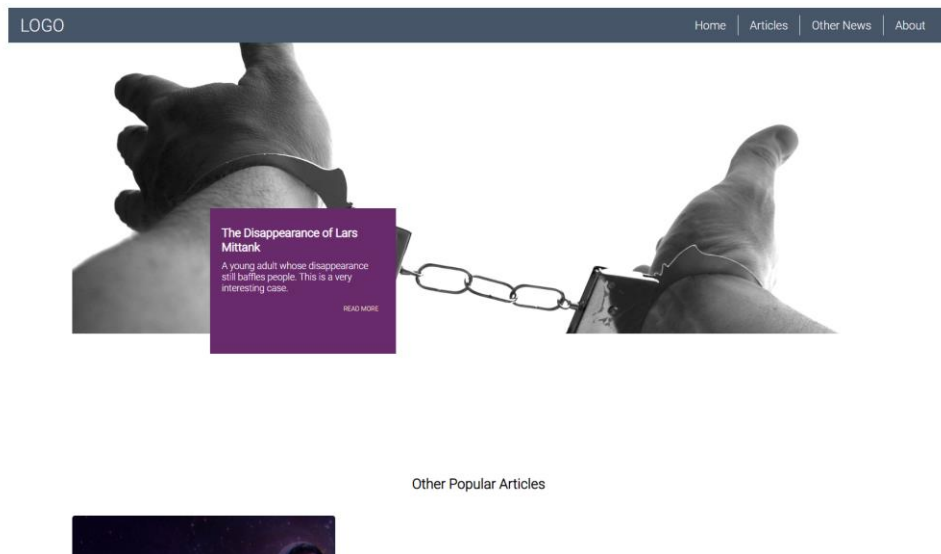 LOGO
Home Articles Other News About
The Disappearance of Lars
Mittank
A young adult whose disappearance
still baffles people. This is a very
interesting case.
READ MORE
Other Popular Articles